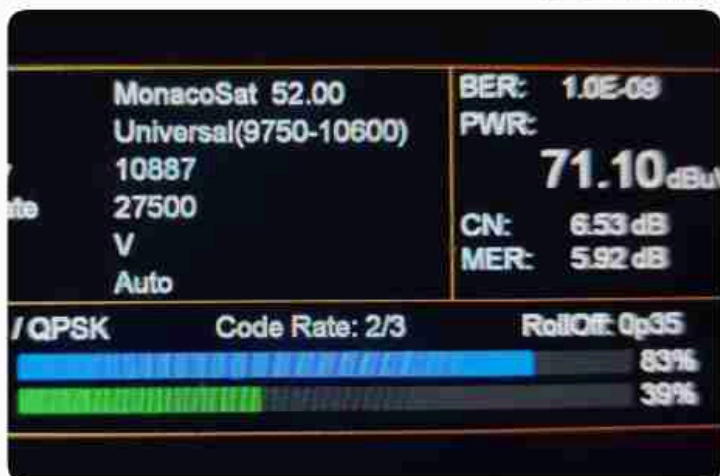 MonacoSat 52.00
Universal(9750-10600)
10887
27500
V
Auto
BER: 1.0E-09
PWR:
71.10 dBuV
CN: 6.53 dB
MER: 5.92 dB
/ QPSK Code Rate: 2/3 RollOff: 0p35
83%
39%